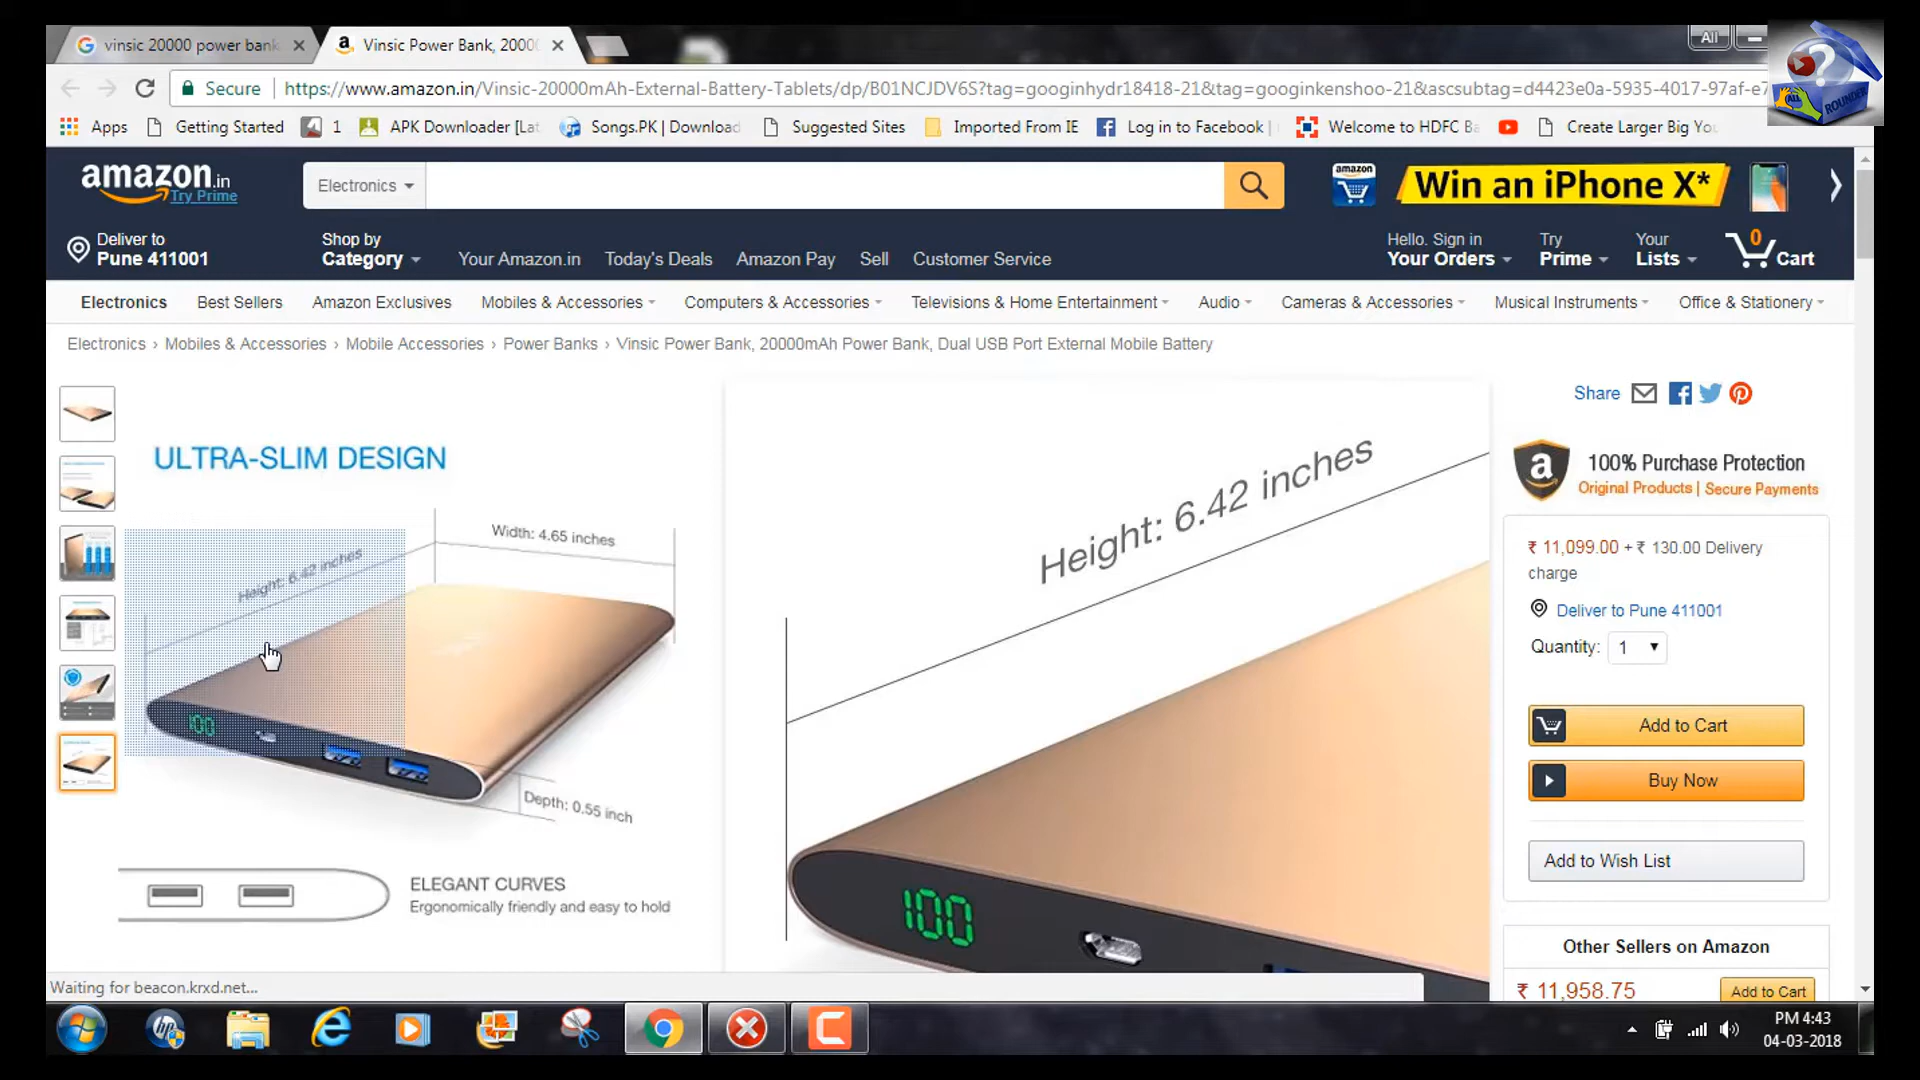 vinsic 20000 power bank
Vinsic Power Bank, 2000
All
Secure
https://www.amazon.in/Vinsic-20000mAh-External-Battery-Tablets/dp/B01NCJDV6S?tag=googinhydr18418-21&tag=googinkenshoo-21&ascsubtag=d4423e0a-5935-4017-97af-e7
ALL ROUNDER
Apps
Getting Started
1
APK Downloader [Lat
Songs.PK | Download
Suggested Sites
Imported From IE
Log in to Facebook |
Welcome to HDFC Ba
Create Larger Big You
amazon.in
Try Prime
Electronics
amazon
Win an iPhone X*
Deliver to
Pune 411001
Shop by
Category
Your Amazon.in
Today's Deals
Amazon Pay
Sell
Customer Service
Hello. Sign in
Your Orders
Try
Prime
Your
Lists
0
Cart
Electronics
Best Sellers
Amazon Exclusives
Mobiles & Accessories
Computers & Accessories
Televisions & Home Entertainment
Audio
Cameras & Accessories
Musical Instruments
Office & Stationery
Electronics › Mobiles & Accessories › Mobile Accessories › Power Banks › Vinsic Power Bank, 20000mAh Power Bank, Dual USB Port External Mobile Battery
ULTRA-SLIM DESIGN
Width: 4.65 inches
Height: 6.42 inches
100
Depth: 0.55 inch
ELEGANT CURVES
Ergonomically friendly and easy to hold
Height: 6.42 inches
100
Share
100% Purchase Protection
Original Products | Secure Payments
₹ 11,099.00 + ₹ 130.00 Delivery
charge
Deliver to Pune 411001
Quantity: 1
Add to Cart
Buy Now
Add to Wish List
Other Sellers on Amazon
₹ 11,958.75
Add to Cart
Waiting for beacon.krxd.net...
PM 4:43
04-03-2018